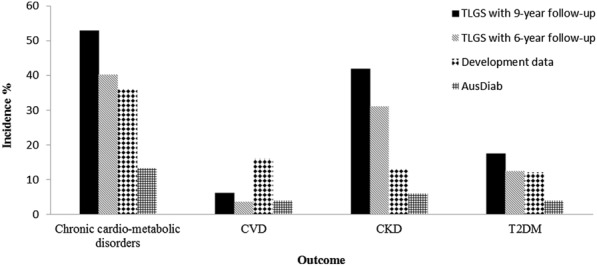 60
50
40
30
20
10
0
Incidence %
Chronic cardio-metabolic
disorders
CVD
CKD
T2DM
Outcome
TLGS with 9-year follow-up
TLGS with 6-year follow-up
Development data
AusDiab